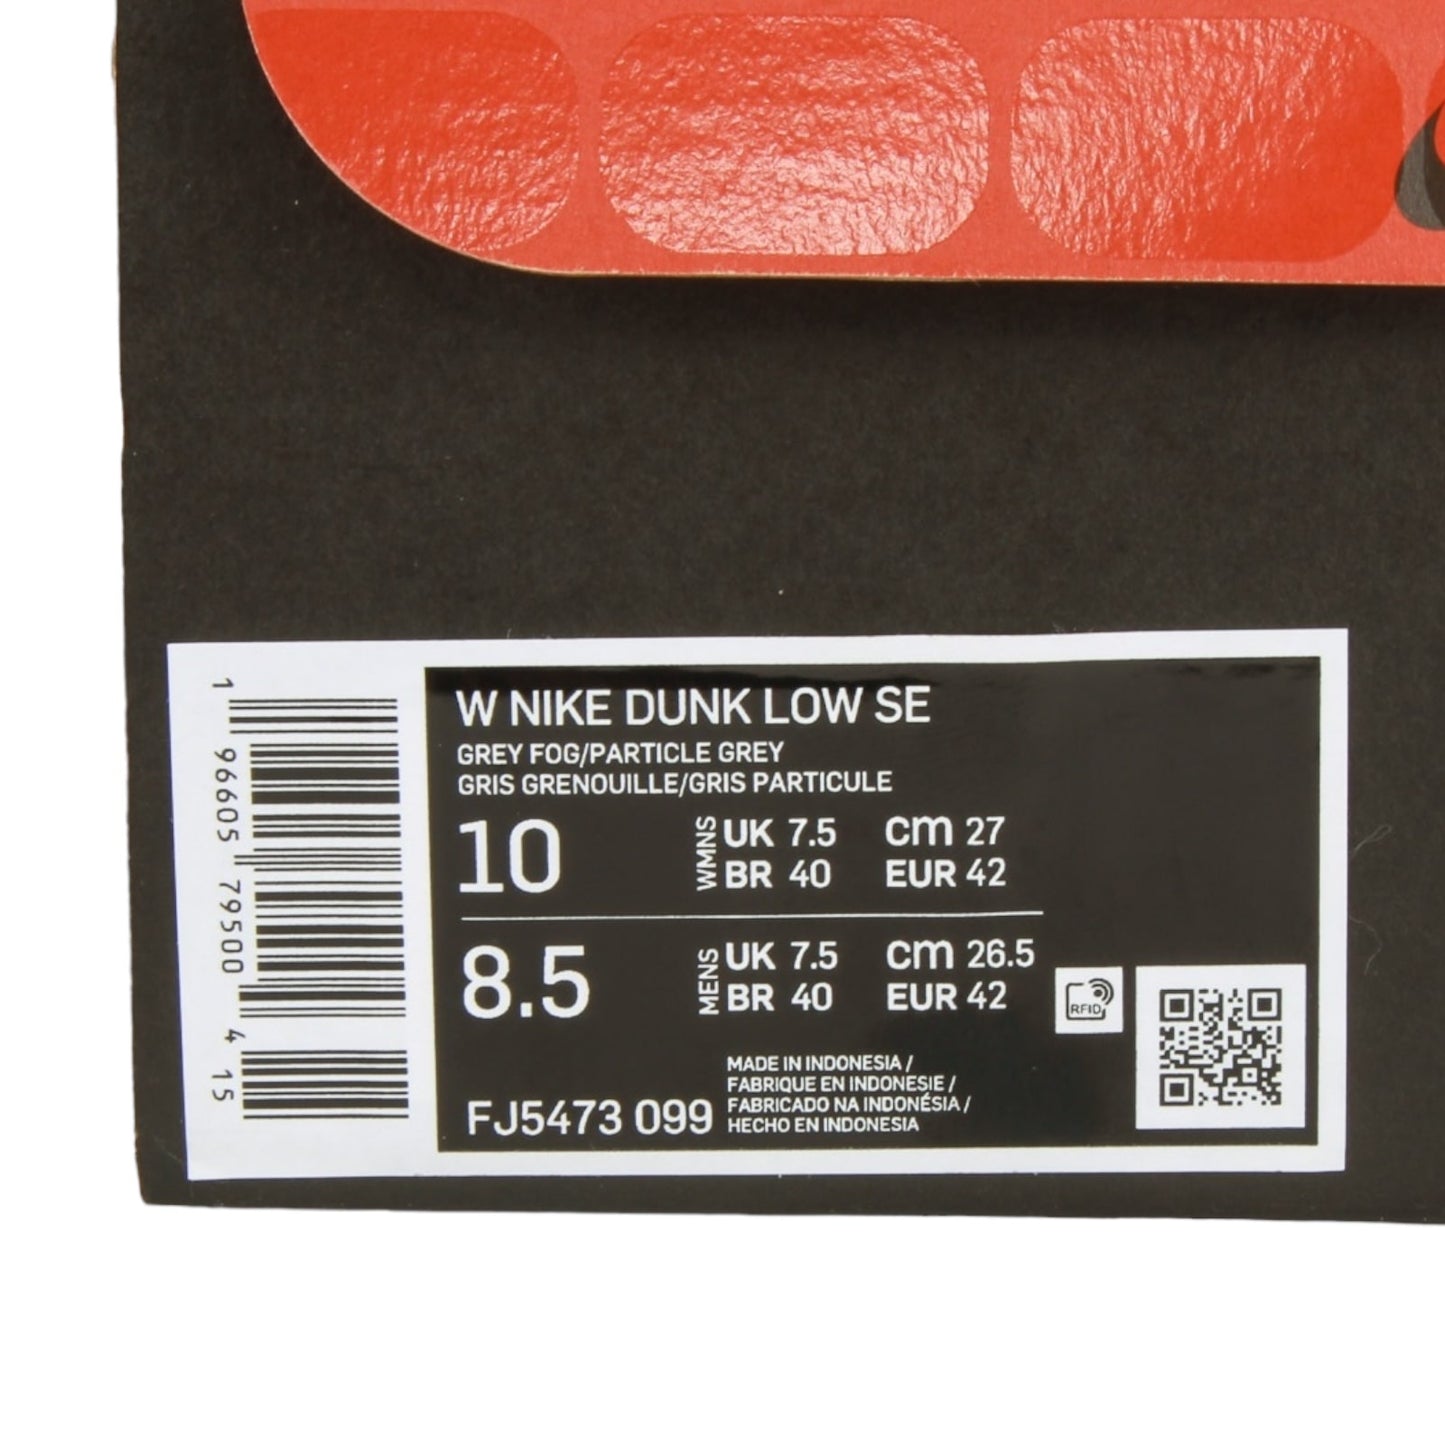 W NIKE DUNK LOW SE
GREY FOG/PARTICLE GREY
GRIS GRENOUILLE/GRIS PARTICULE
10 WMNS UK 7.5 cm 27
BR 40 EUR 42
8.5 MENS UK 7.5 cm 26.5
BR 40 EUR 42
RFID
MADE IN INDONESIA /
FABRIQUE EN INDONESIE /
FABRICADO NA INDONÉSIA /
HECHO EN INDONESIA
FJ5473 099
1 96605 79500 4 15